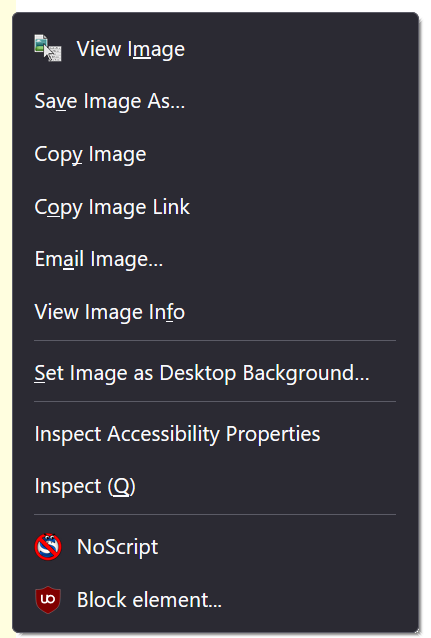 View Image
Save Image As...
Copy Image
Copy Image Link
Email Image...
View Image Info
Set Image as Desktop Background...
Inspect Accessibility Properties
Inspect (Q)
NoScript
Block element...